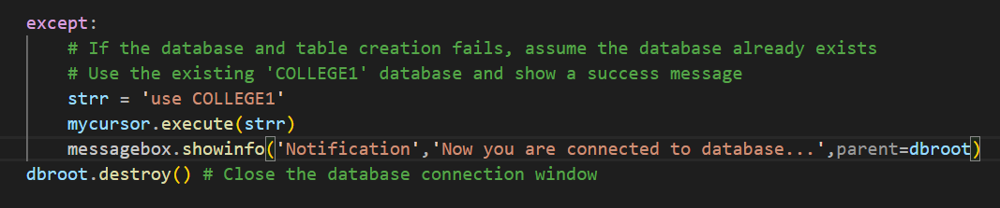 except:
# If the database and table creation fails, assume the database already exists
# Use the existing 'COLLEGE1' database and show a success message
strr = 'use COLLEGE1'
mycursor.execute(strr)
messagebox.showinfo('Notification','Now you are connected to database...',parent=dbroot)
dbroot.destroy() # Close the database connection window